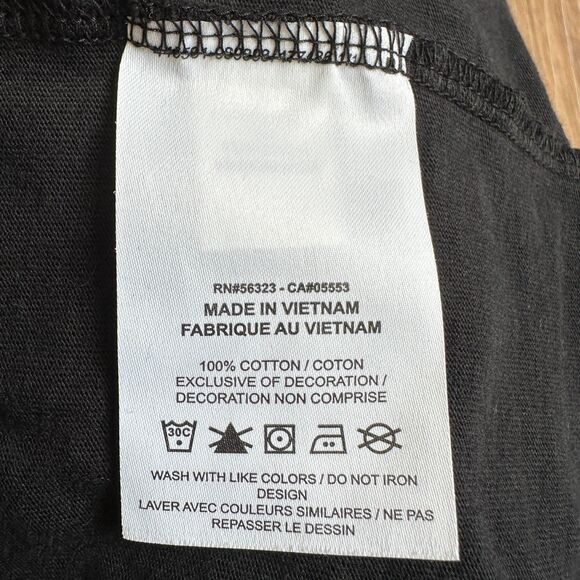 RN#56323 - CA#05553
MADE IN VIETNAM
FABRIQUE AU VIETNAM
100% COTTON / COTON
EXCLUSIVE OF DECORATION /
DECORATION NON COMPRISE
30C
WASH WITH LIKE COLORS / DO NOT IRON
DESIGN
LAVER AVEC COULEURS SIMILAIRES / NE PAS
REPASSER LE DESSIN